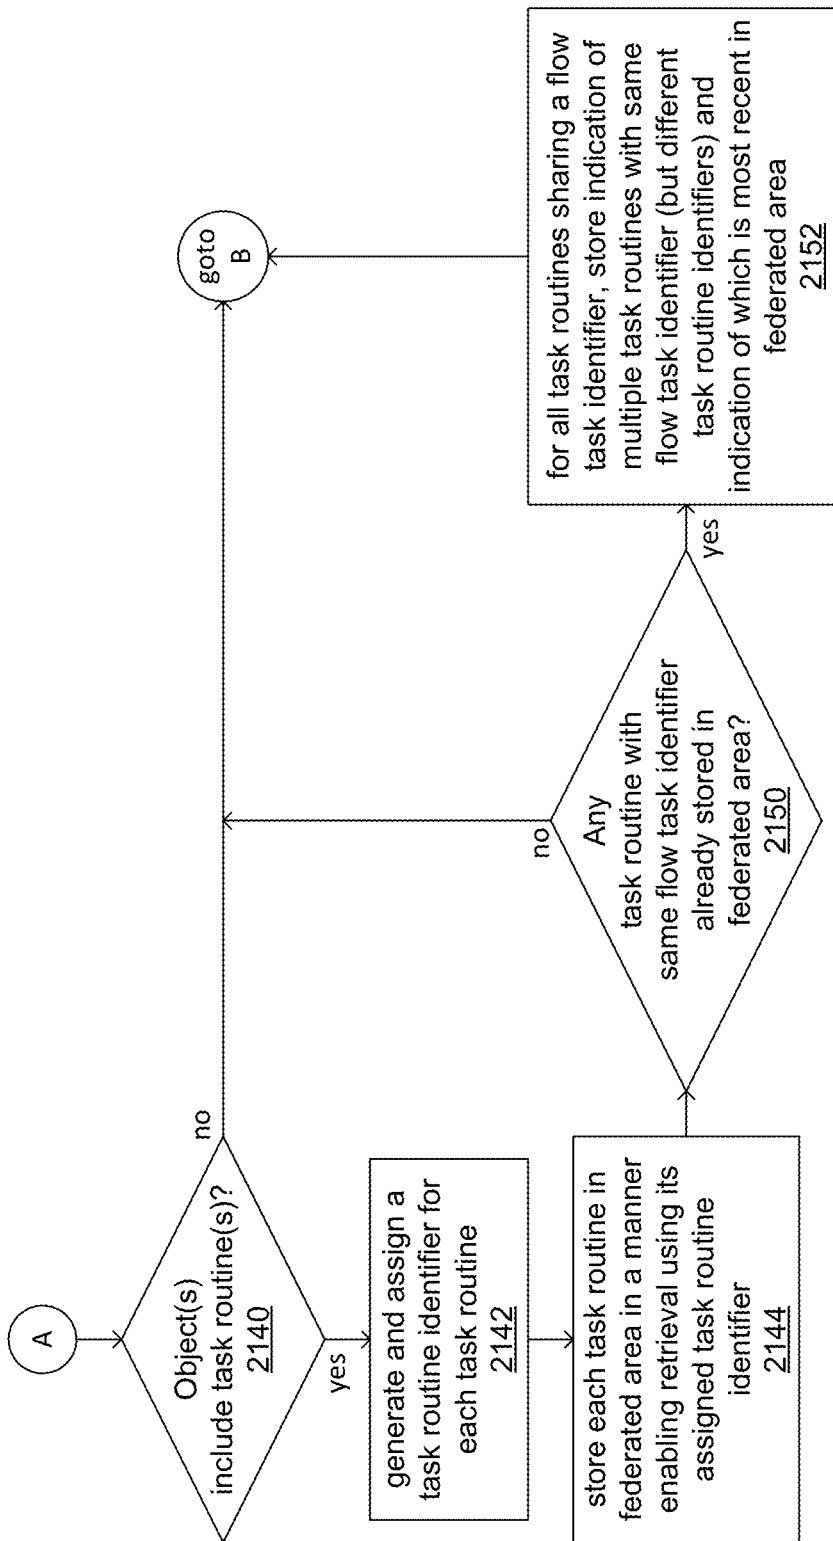 A
Object(s)
include task routine(s)?
2140
no
yes
generate and assign a
task routine identifier for
each task routine
2142
store each task routine in
federated area in a manner
enabling retrieval using its
assigned task routine
identifier
2144
Any
task routine with
same flow task identifier
already stored in
federated area?
2150
no
yes
for all task routines sharing a flow
task identifier, store indication of
multiple task routines with same
flow task identifier (but different
task routine identifiers) and
indication of which is most recent in
federated area
2152
goto
B